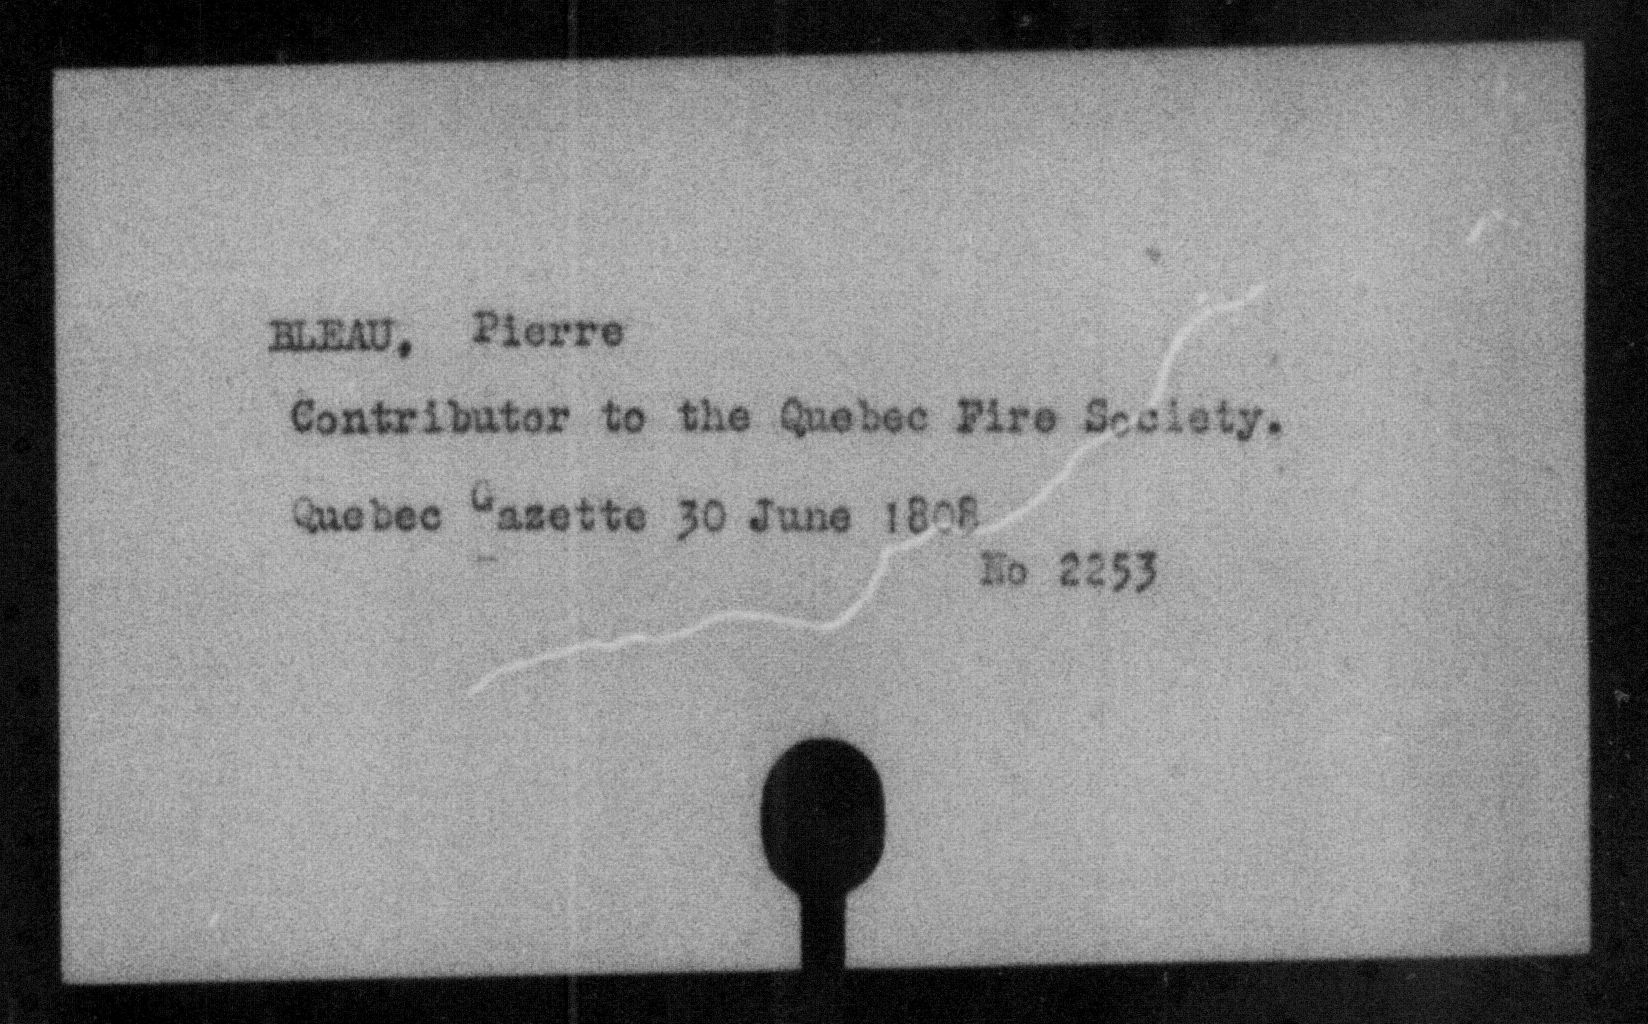 BLEAU, Pierre
Contributor to the Quebec Fire Society.
Quebec Gazette 30 June 1808
No 2253